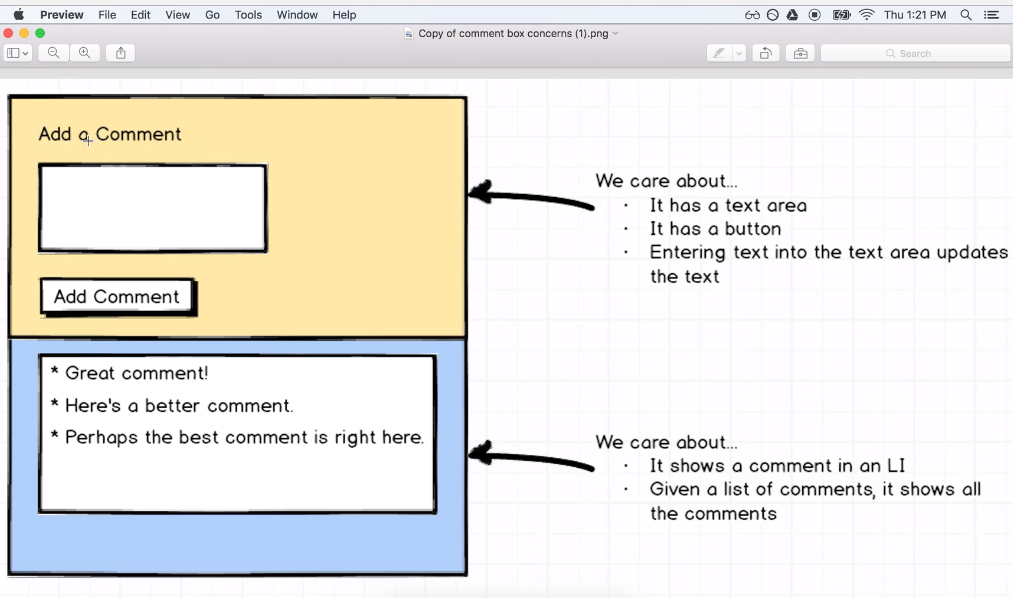 Preview File Edit View Go Tools Window Help Thu 1:21 PM
Copy of comment box concerns (1).png
Search
Add a Comment
Add Comment
We care about...
· It has a text area
· It has a button
· Entering text into the text area updates
the text
* Great comment!
* Here's a better comment.
* Perhaps the best comment is right here.
We care about...
· It shows a comment in an LI
· Given a list of comments, it shows all
the comments